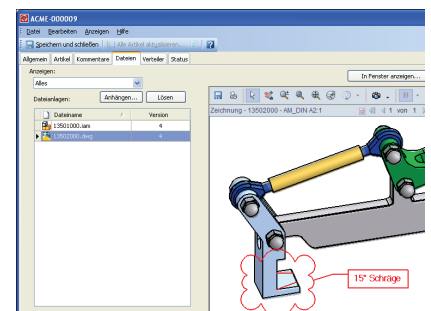 ACME-000009
Datei Bearbeiten Anzeigen Hilfe
Speichern und schließen Alle Artikel aktualisieren...
Allgemein Artikel Kommentare Dateien Verteiler Status
Anzeigen:
Alles
In Fenster anzeigen...
Dateianlagen: Anhängen... Lösen
Dateiname Version
13501000.iam 4
13502000.dwg 4
Zeichnung - 13502000 - AM_DIN A2:1
1 von 1
15° Schräge